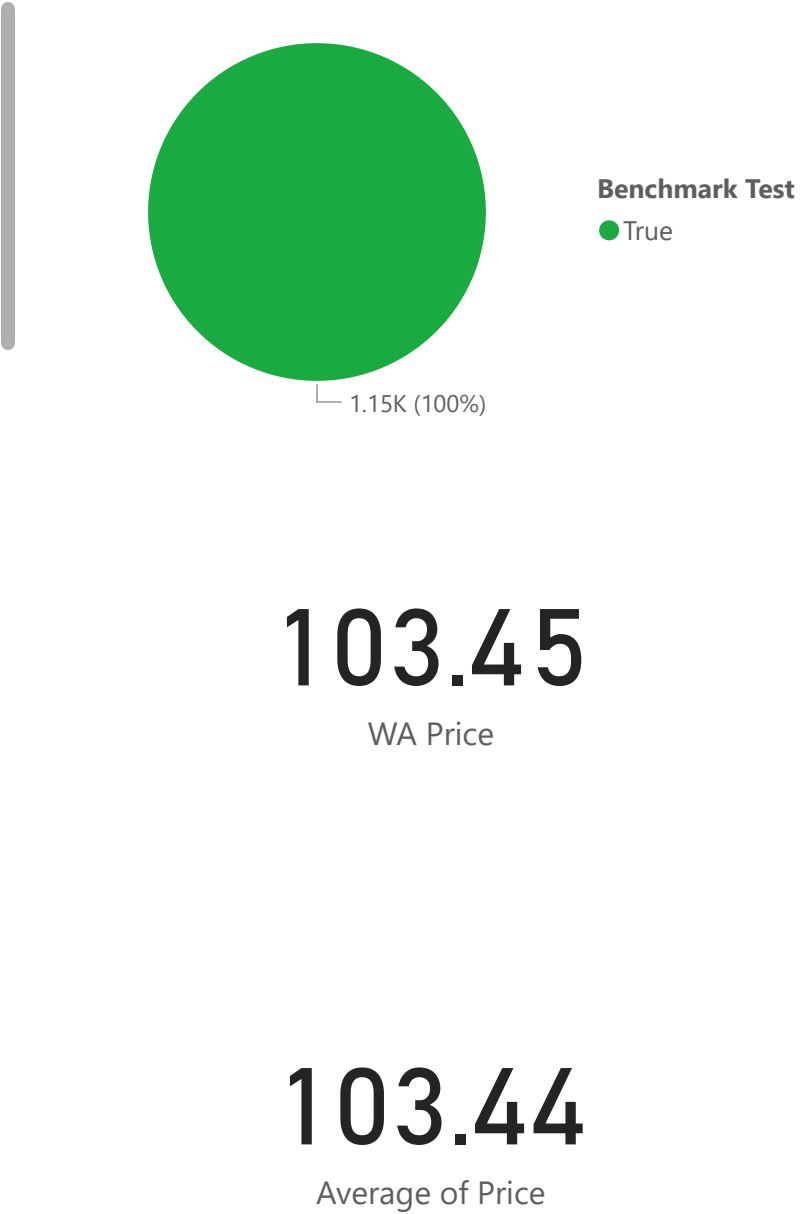 Benchmark Test
True
1.15K (100%)
103.45
WA Price
103.44
Average of Price